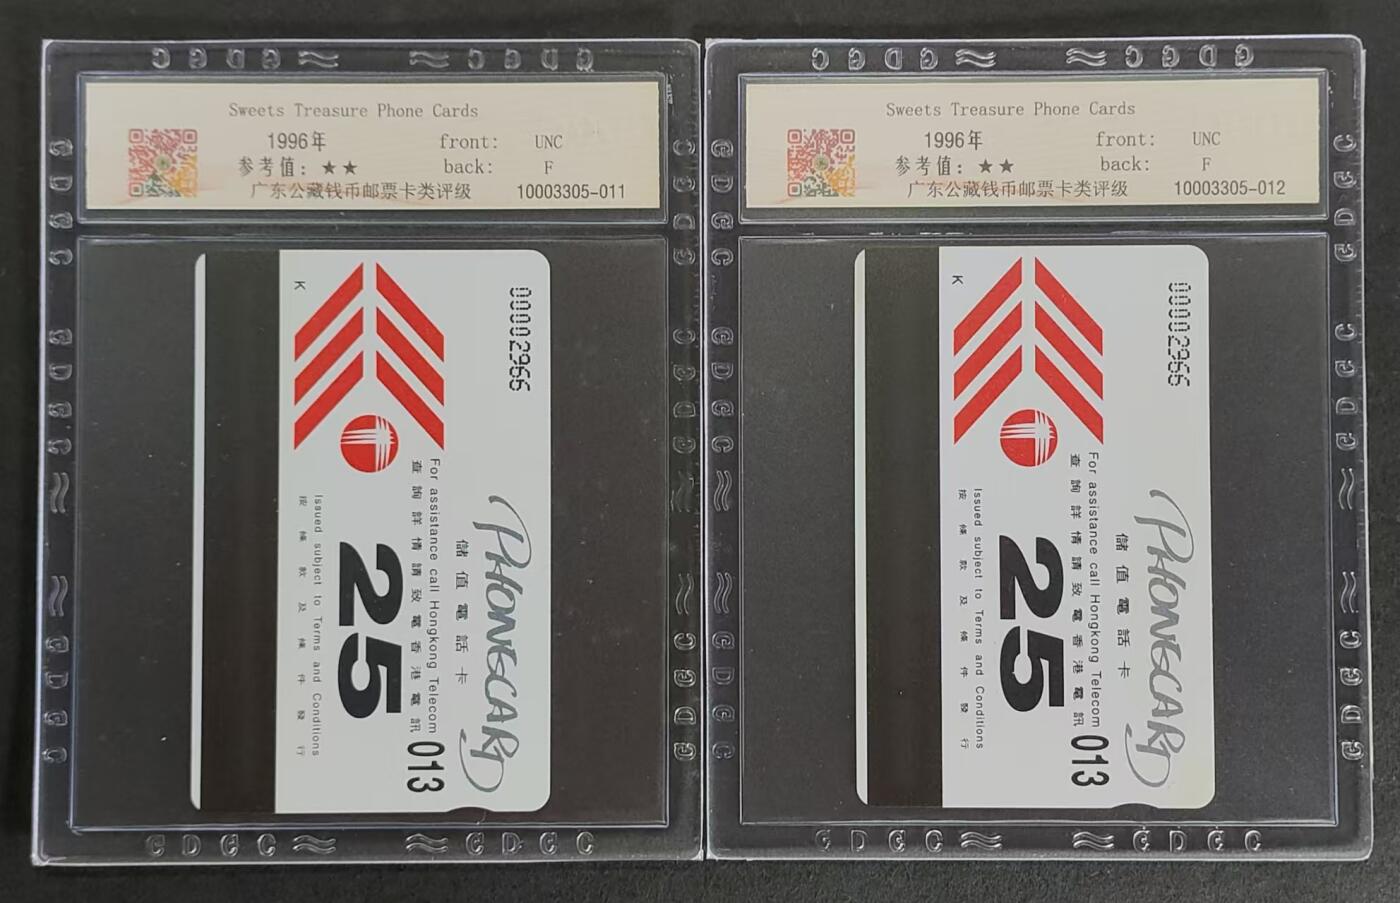 Sweets Treasure Phone Cards
1996年 front: UNC
参考值：★★ back: F
广东公藏钱币邮票卡类评级 10003305-011
00002966
K
PHONECARD
儲值電話卡
For assistance call Hongkong Telecom
查詢詳情請致電香港電訊 013
25
Issued subject to Terms and Conditions
按條款及條件發行
Sweets Treasure Phone Cards
1996年 front: UNC
参考值：★★ back: F
广东公藏钱币邮票卡类评级 10003305-012
00002966
K
PHONECARD
儲值電話卡
For assistance call Hongkong Telecom
查詢詳情請致電香港電訊 013
25
Issued subject to Terms and Conditions
按條款及條件發行